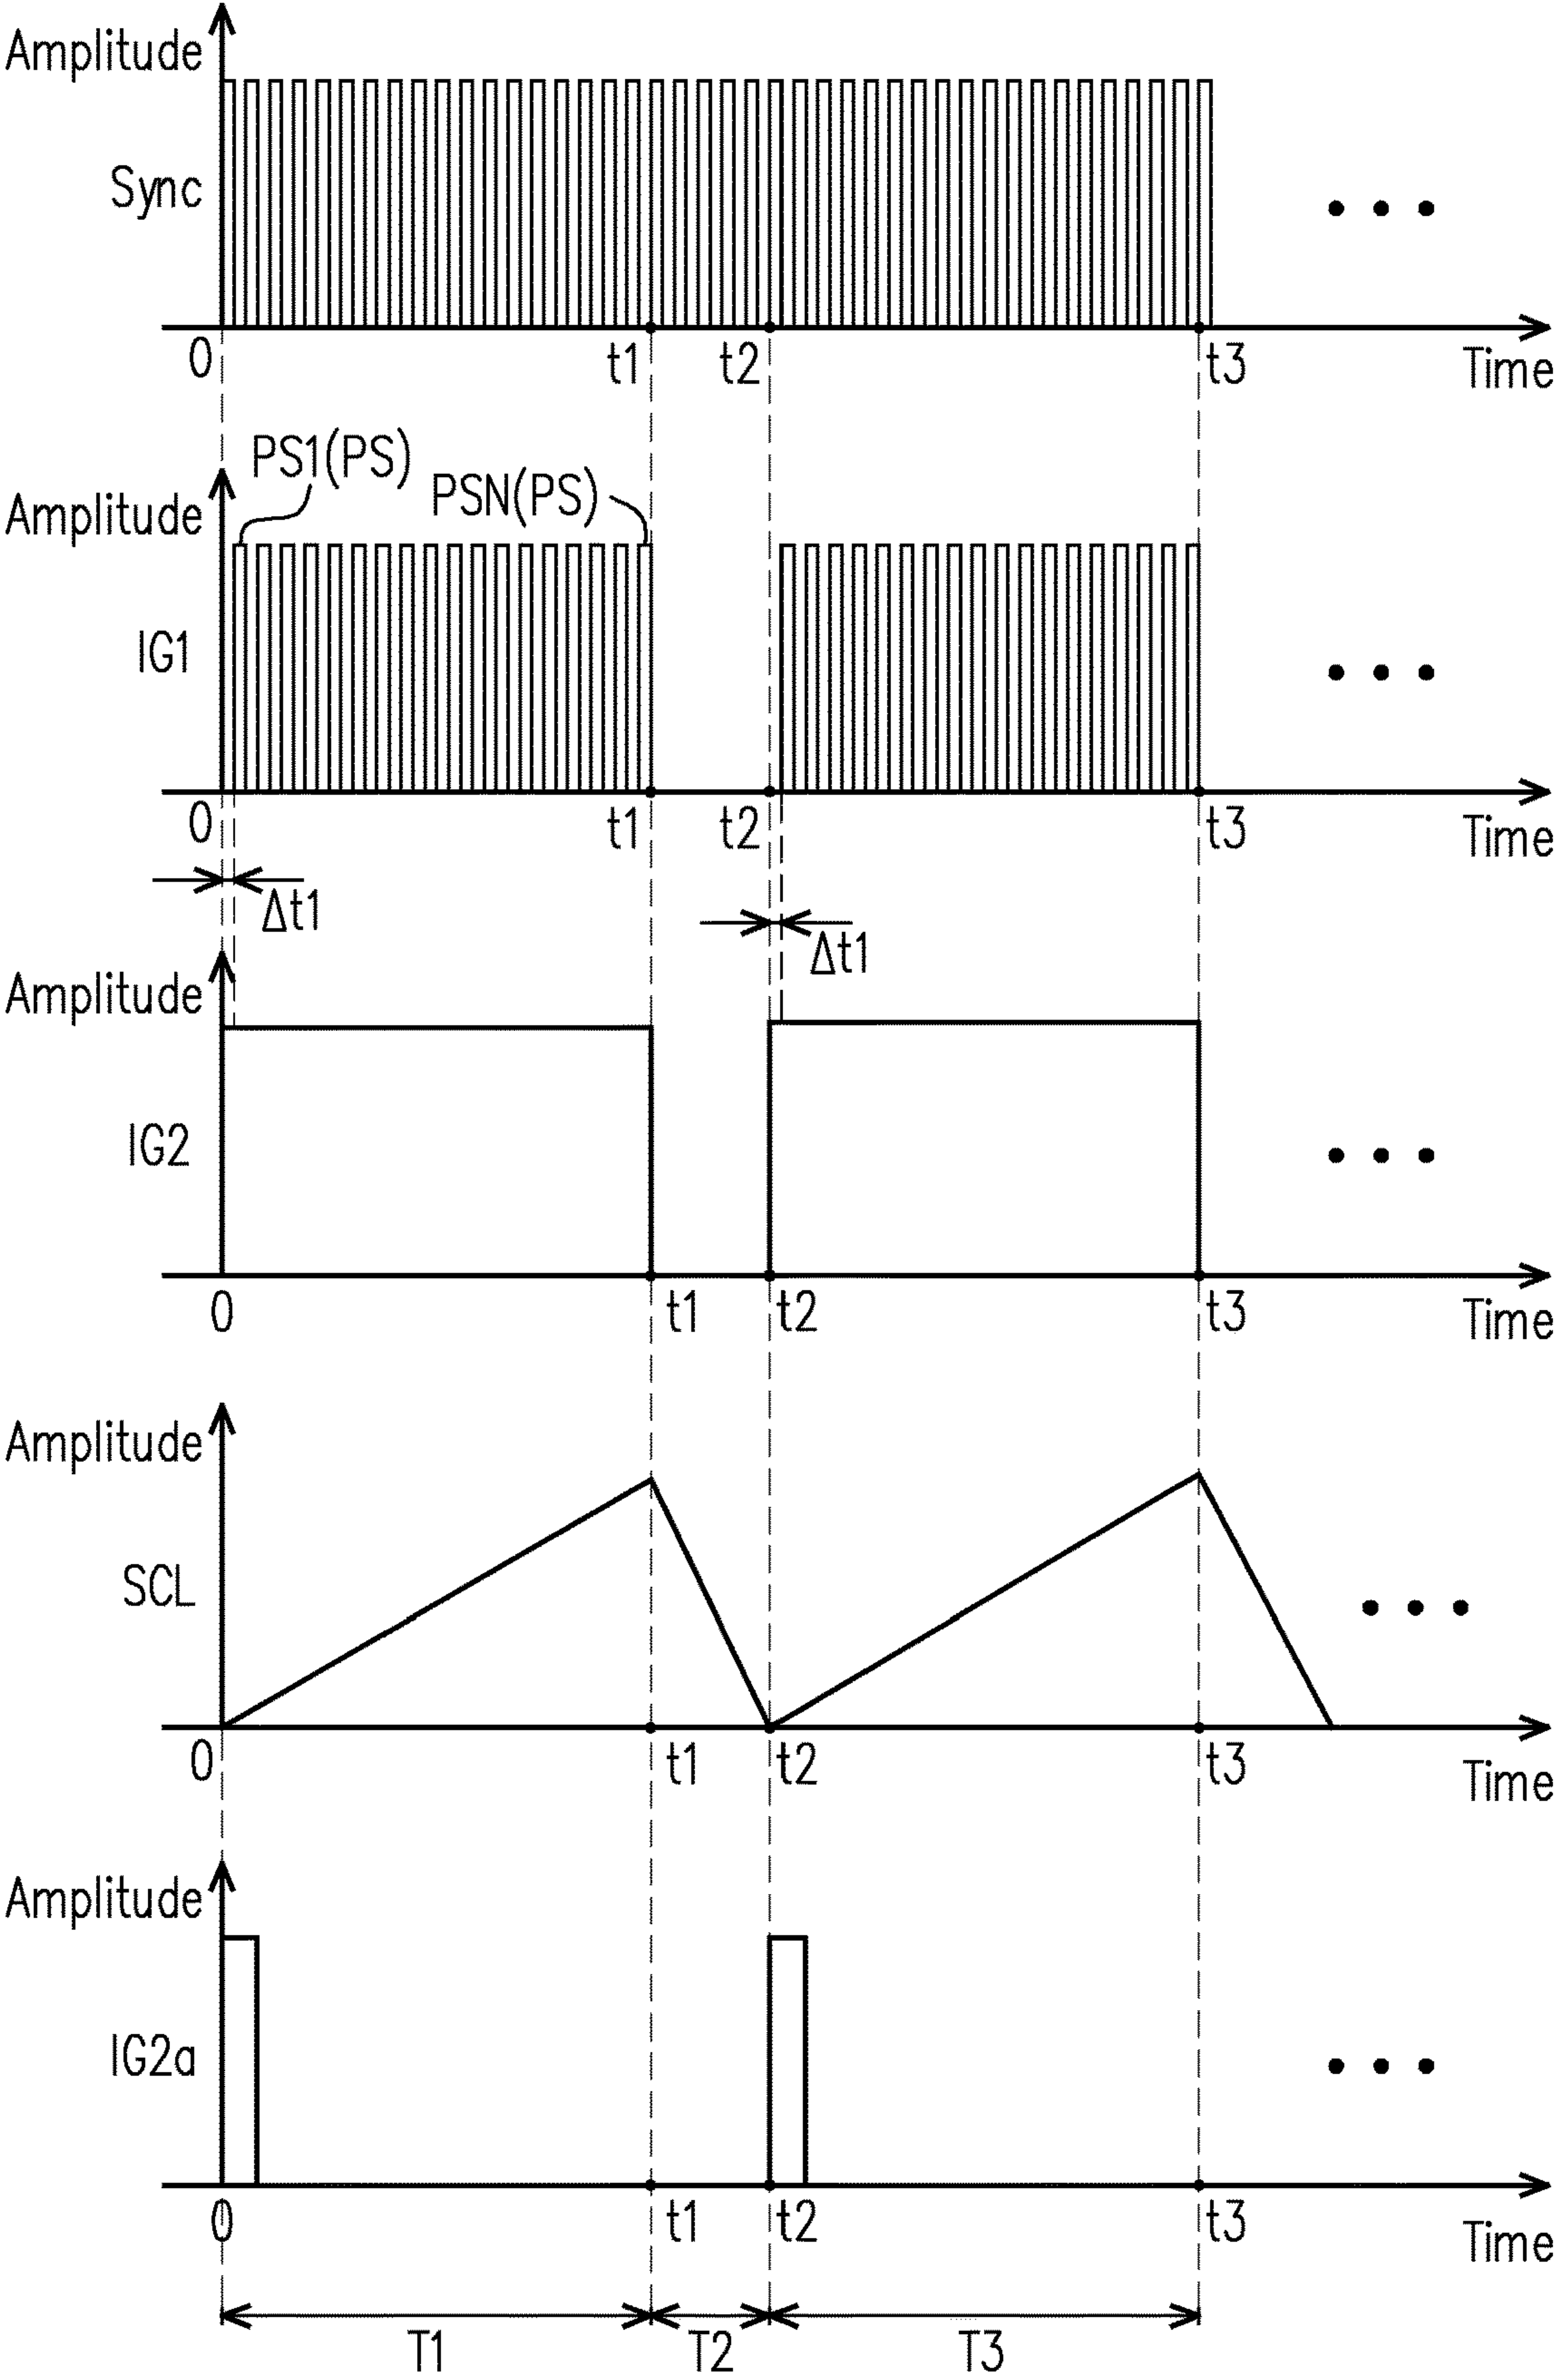 Amplitude
Sync
0
t1
t2
t3
Time
PS1(PS)
PSN(PS)
Amplitude
IG1
0
t1
t2
t3
Time
Δt1
Δt1
Amplitude
IG2
0
t1
t2
t3
Time
Amplitude
SCL
0
t1
t2
t3
Time
Amplitude
IG2a
0
t1
t2
t3
Time
T1
T2
T3